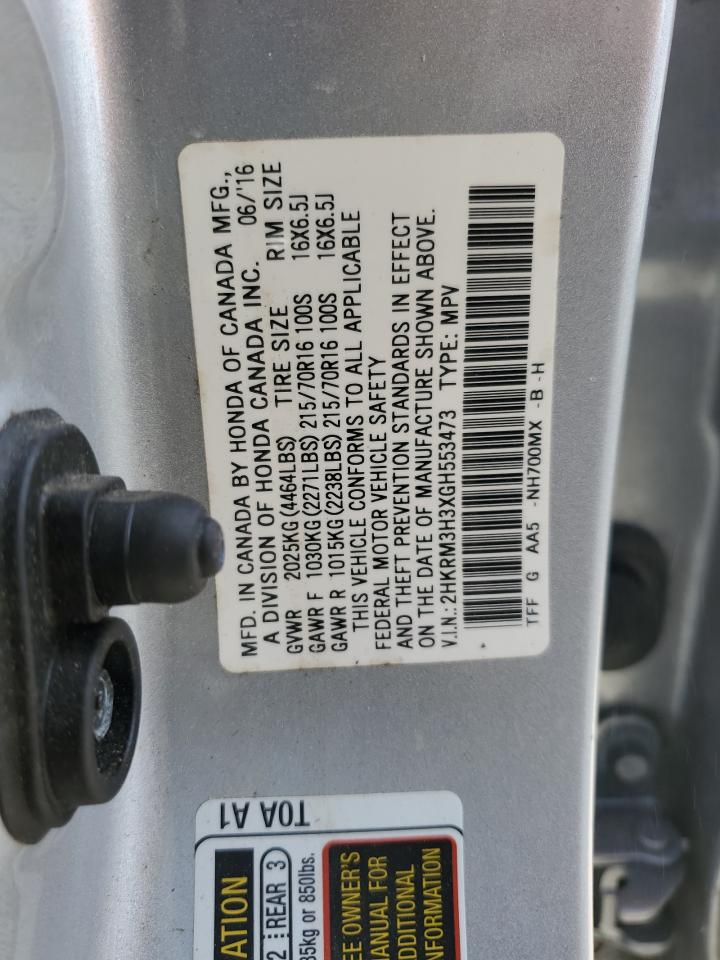 MFD. IN CANADA BY HONDA OF CANADA MFG.,
A DIVISION OF HONDA CANADA INC. 06/'16
GVWR 2025KG(4464LBS) TIRE SIZE RIM SIZE
GAWR F 1030KG(2271LBS) 215/70R16 100S 16X6.5J
GAWR R 1015KG(2238LBS) 215/70R16 100S 16X6.5J
THIS VEHICLE CONFORMS TO ALL APPLICABLE
FEDERAL MOTOR VEHICLE SAFETY
AND THEFT PREVENTION STANDARDS IN EFFECT
ON THE DATE OF MANUFACTURE SHOWN ABOVE.
V.I.N.: 2HKRM3H3XGH553473 TYPE: MPV
TFF G AA5 -NH700MX -B -H
T0A A1
ATION
2 REAR 3
85kg or 850lbs.
EE OWNER'S
MANUAL FOR
ADDITIONAL
NFORMATION